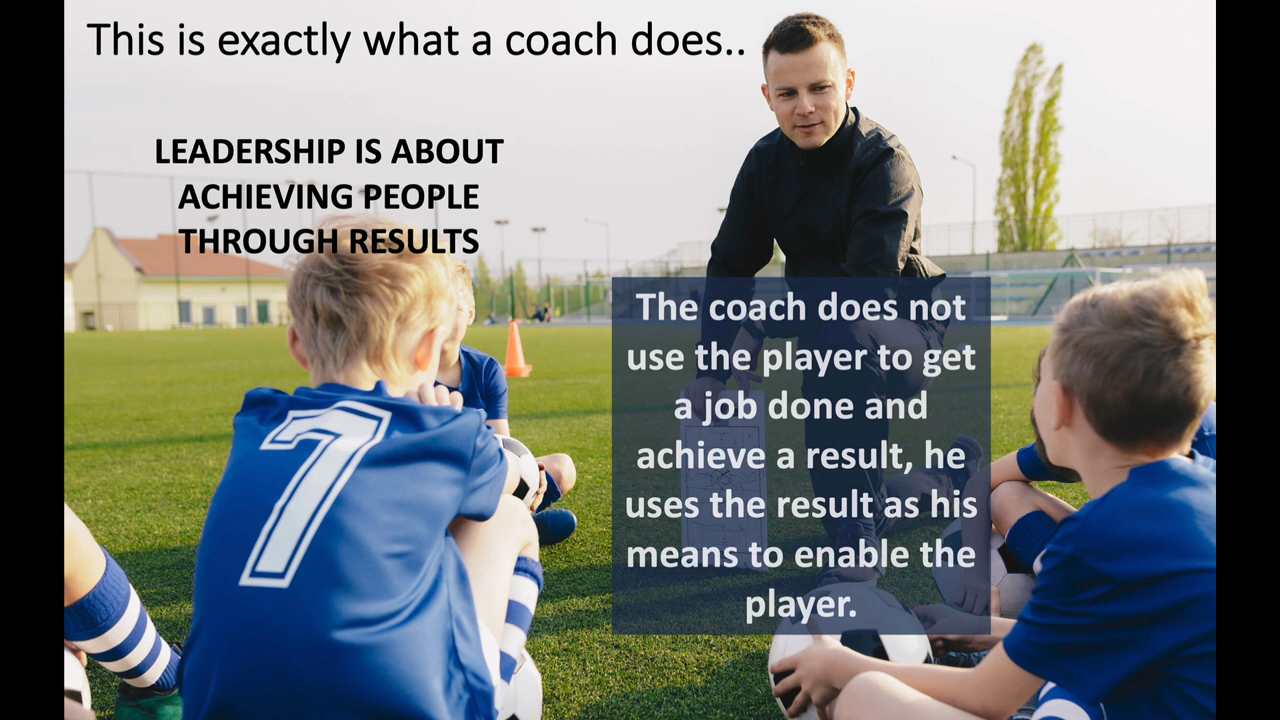 This is exactly what a coach does..
LEADERSHIP IS ABOUT
ACHIEVING PEOPLE
THROUGH RESULTS
The coach does not
use the player to get
a job done and
achieve a result, he
uses the result as his
means to enable the
player.
7